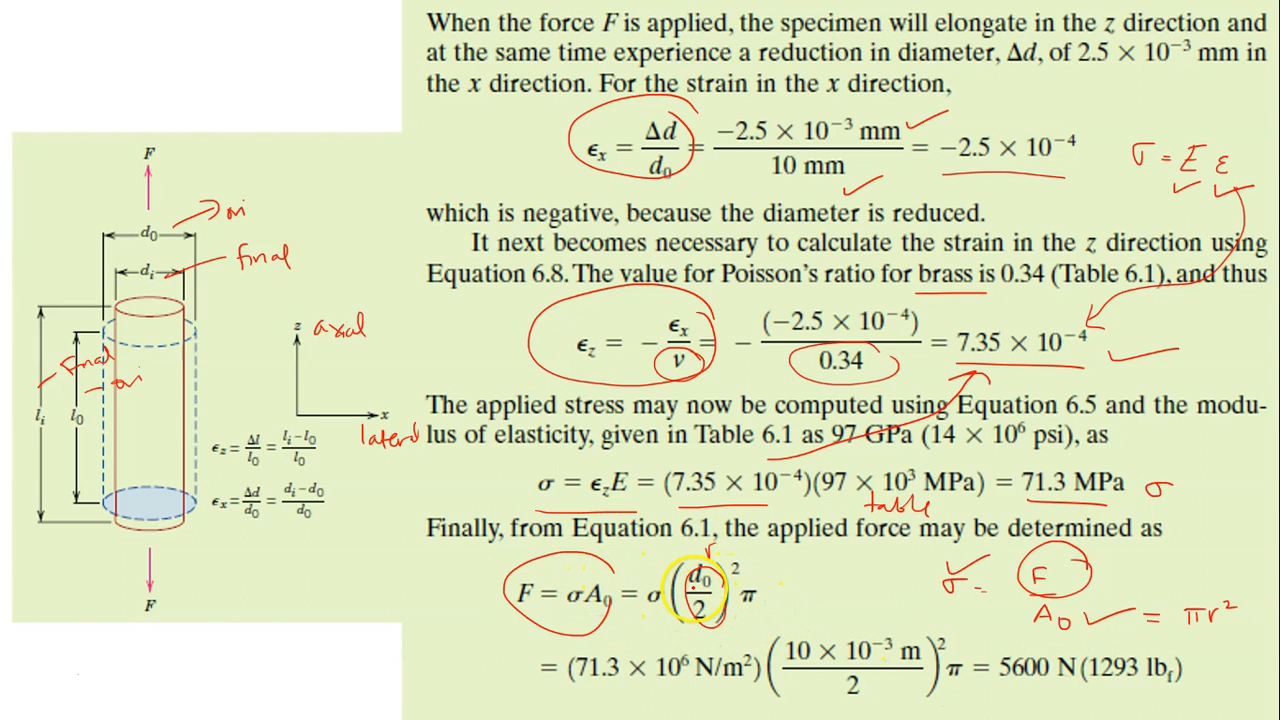 When the force F is applied, the specimen will elongate in the z direction and
at the same time experience a reduction in diameter, Δd, of 2.5 × 10⁻³ mm in
the x direction. For the strain in the x direction,
ϵₓ = Δd/d₀ = −2.5 × 10⁻³ mm / 10 mm = −2.5 × 10⁻⁴
σ = E ε
which is negative, because the diameter is reduced.
It next becomes necessary to calculate the strain in the z direction using
Equation 6.8. The value for Poisson's ratio for brass is 0.34 (Table 6.1), and thus
ϵ_z = − ϵₓ/ν = − (−2.5 × 10⁻⁴)/0.34 = 7.35 × 10⁻⁴
The applied stress may now be computed using Equation 6.5 and the modu-
lus of elasticity, given in Table 6.1 as 97 GPa (14 × 10⁶ psi), as
σ = ϵ_zE = (7.35 × 10⁻⁴)(97 × 10³ MPa) = 71.3 MPa
σ
table
Finally, from Equation 6.1, the applied force may be determined as
r
F = σA₀ = σ(d₀/2)²π
σ = F/A₀ = πr²
= (71.3 × 10⁶ N/m²)(10 × 10⁻³ m / 2)²π = 5600 N (1293 lb_f)
F
d₀
ori
dᵢ
final
z
axial
final
ori
lᵢ
l₀
x
lateral
ϵ_z = Δl/l₀ = (lᵢ−l₀)/l₀
ϵₓ = Δd/d₀ = (dᵢ−d₀)/d₀
F